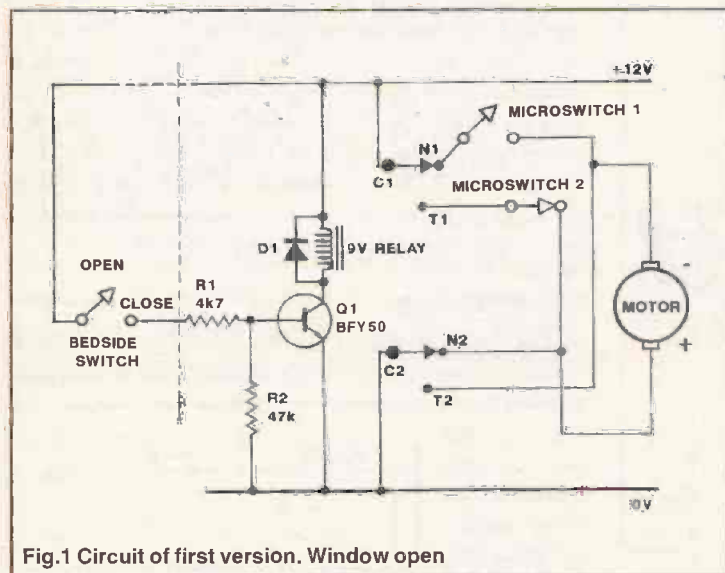 +12V
MICROSWITCH 1
N1
C1
MICROSWITCH 2
T1
D1
9V RELAY
OPEN
R1
4k7
CLOSE
Q1
BFY50
BEDSIDE
SWITCH
-
MOTOR
+
N2
C2
T2
R2
47k
0V
Fig.1 Circuit of first version. Window open